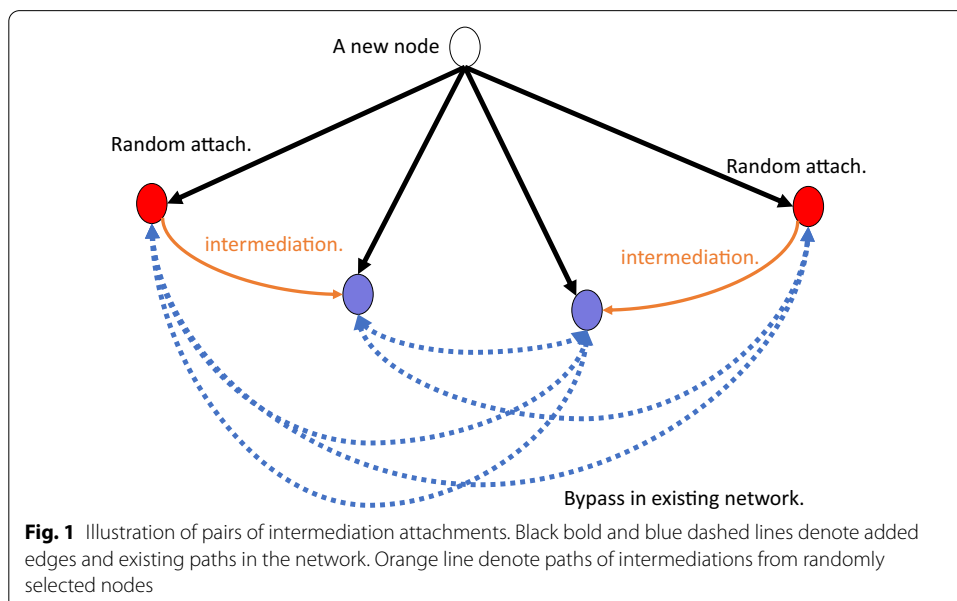 A new node
Random attach.
Random attach.
intermediation.
intermediation.
Bypass in existing network.
Fig. 1 Illustration of pairs of intermediation attachments. Black bold and blue dashed lines denote added
edges and existing paths in the network. Orange line denote paths of intermediations from randomly
selected nodes